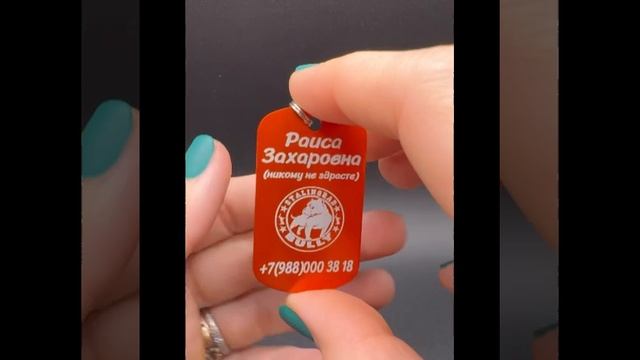 Раиса
Захаровна
(никому не здрасте)
STALINGRAD
BULLY
+7(988)000 38 18